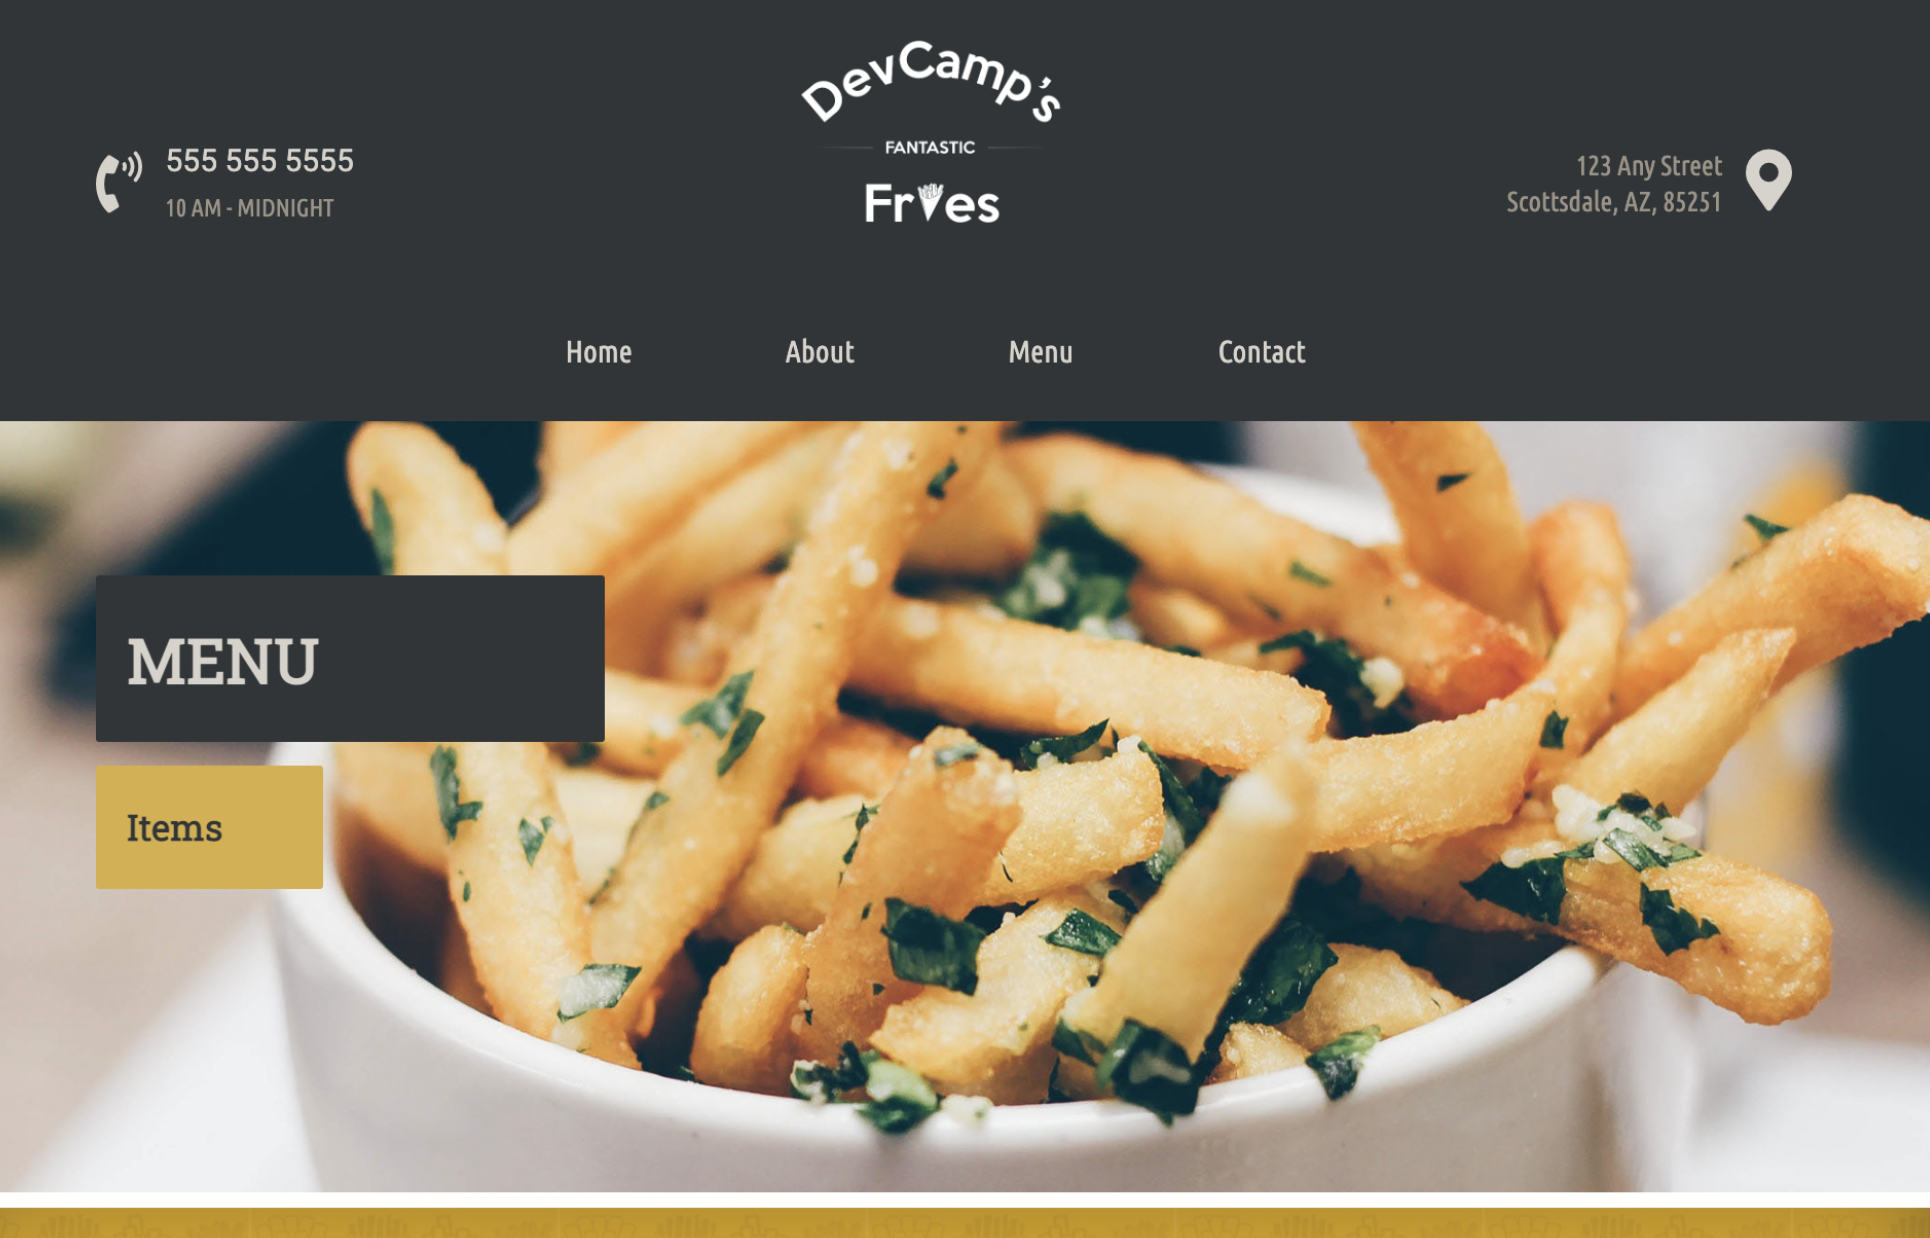 DevCamp's
FANTASTIC
Fries
555 555 5555
10 AM - MIDNIGHT
123 Any Street
Scottsdale, AZ, 85251
Home
About
Menu
Contact
MENU
Items